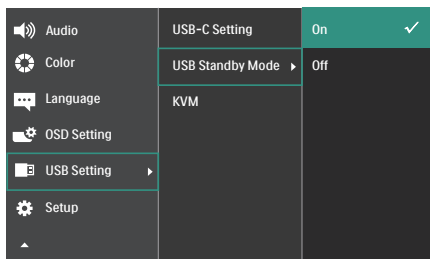 Audio
Color
Language
OSD Setting
USB Setting
Setup
USB-C Setting
USB Standby Mode
KVM
On
Off